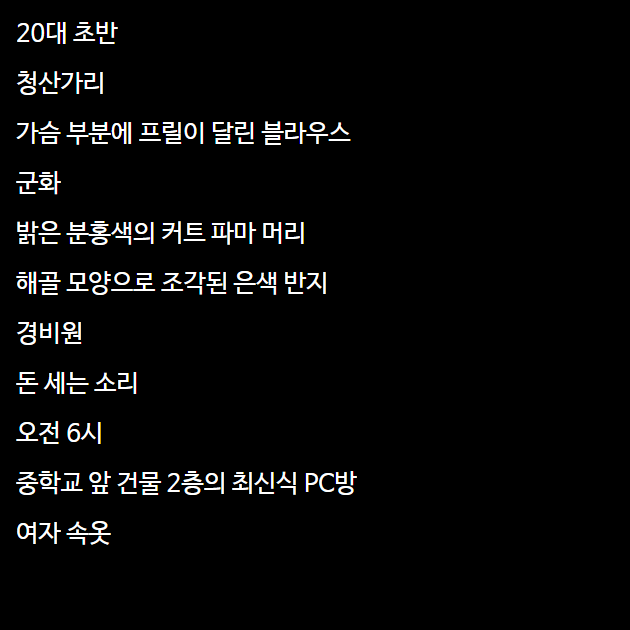 20대 초반
청산가리
가슴 부분에 프릴이 달린 블라우스
군화
밝은 분홍색의 커트 파마 머리
해골 모양으로 조각된 은색 반지
경비원
돈 세는 소리
오전 6시
중학교 앞 건물 2층의 최신식 PC방
여자 속옷